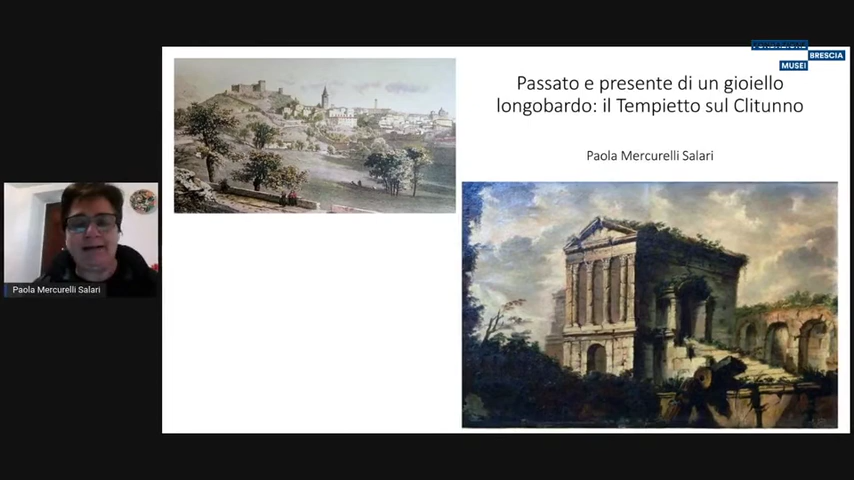 FONDAZIONE
BRESCIA
MUSEI
Passato e presente di un gioiello
longobardo: il Tempietto sul Clitunno
Paola Mercurelli Salari
Paola Mercurelli Salari